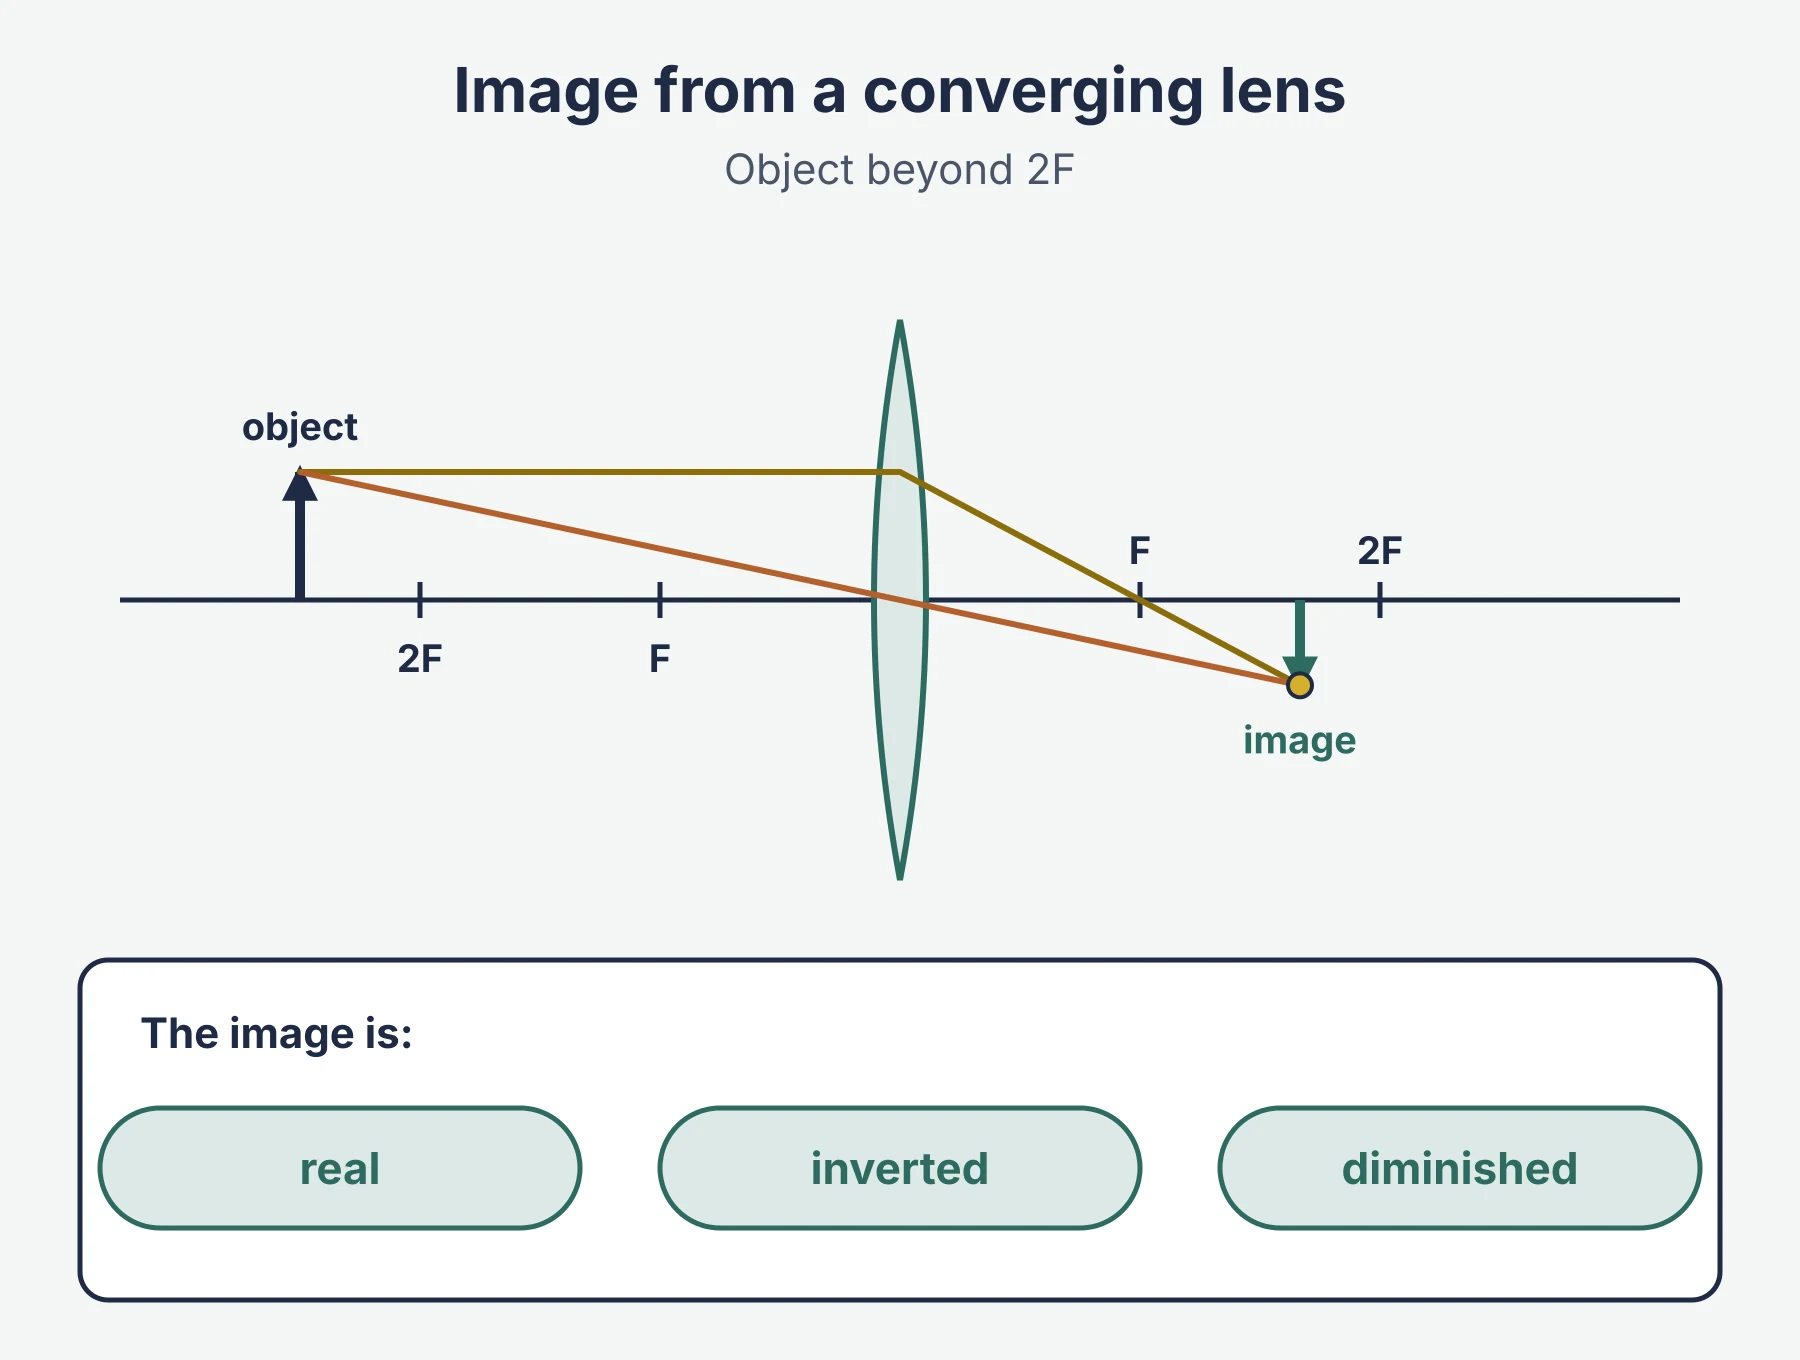 Image from a converging lens
Object beyond 2F
object
F
2F
2F
F
image
The image is:
real
inverted
diminished